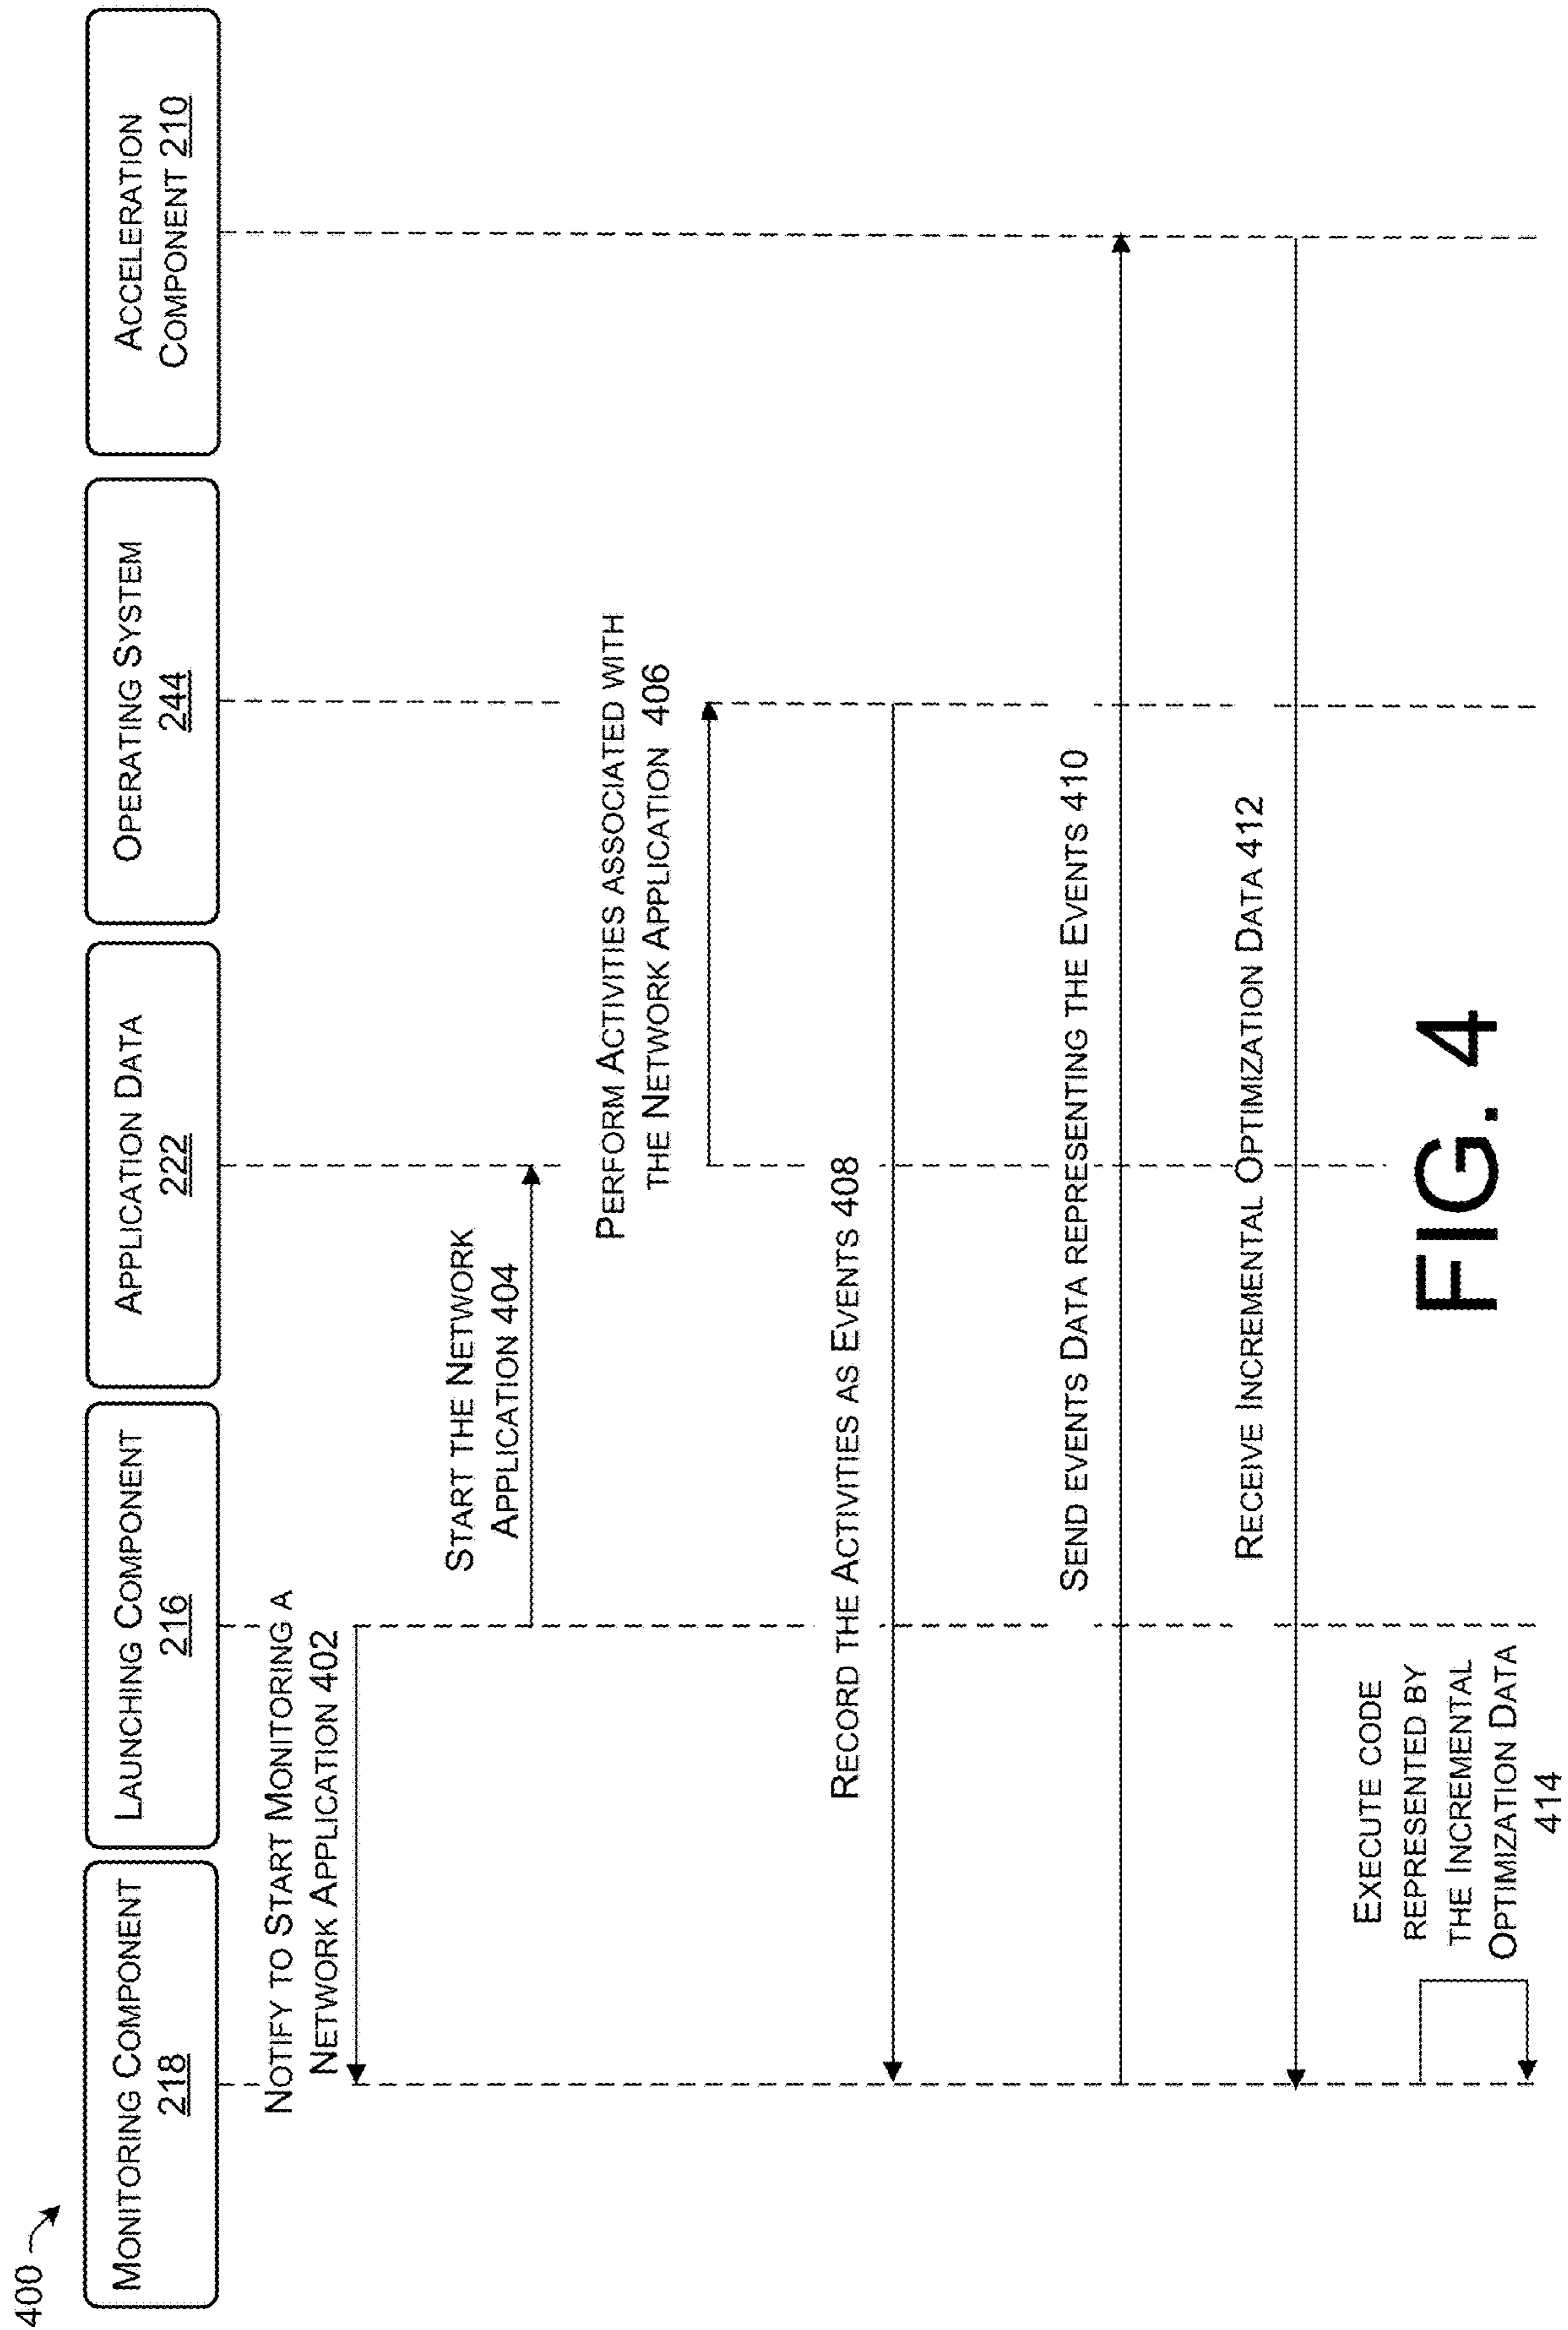 400
MONITORING COMPONENT
218
LAUNCHING COMPONENT
216
APPLICATION DATA
222
OPERATING SYSTEM
244
ACCELERATION
COMPONENT 210
NOTIFY TO START MONITORING A
NETWORK APPLICATION 402
START THE NETWORK
APPLICATION 404
PERFORM ACTIVITIES ASSOCIATED WITH
THE NETWORK APPLICATION 406
RECORD THE ACTIVITIES AS EVENTS 408
SEND EVENTS DATA REPRESENTING THE EVENTS 410
RECEIVE INCREMENTAL OPTIMIZATION DATA 412
EXECUTE CODE
REPRESENTED BY
THE INCREMENTAL
OPTIMIZATION DATA
414
FIG. 4